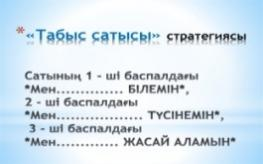 *«Табыс сатысы» стратегиясы
Сатының 1 - ші баспалдағы
*Мен.............. БІЛЕМІН*,
2 - ші баспалдағы
*Мен................... ТҮСІНЕМІН*,
3 - ші баспалдағы
*Мен............ ЖАСАЙ АЛАМЫН*